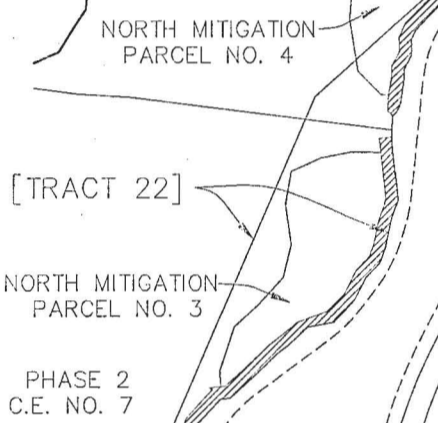 NORTH MITIGATION
PARCEL NO. 4
[TRACT 22]
NORTH MITIGATION
PARCEL NO. 3
PHASE 2
C.E. NO. 7